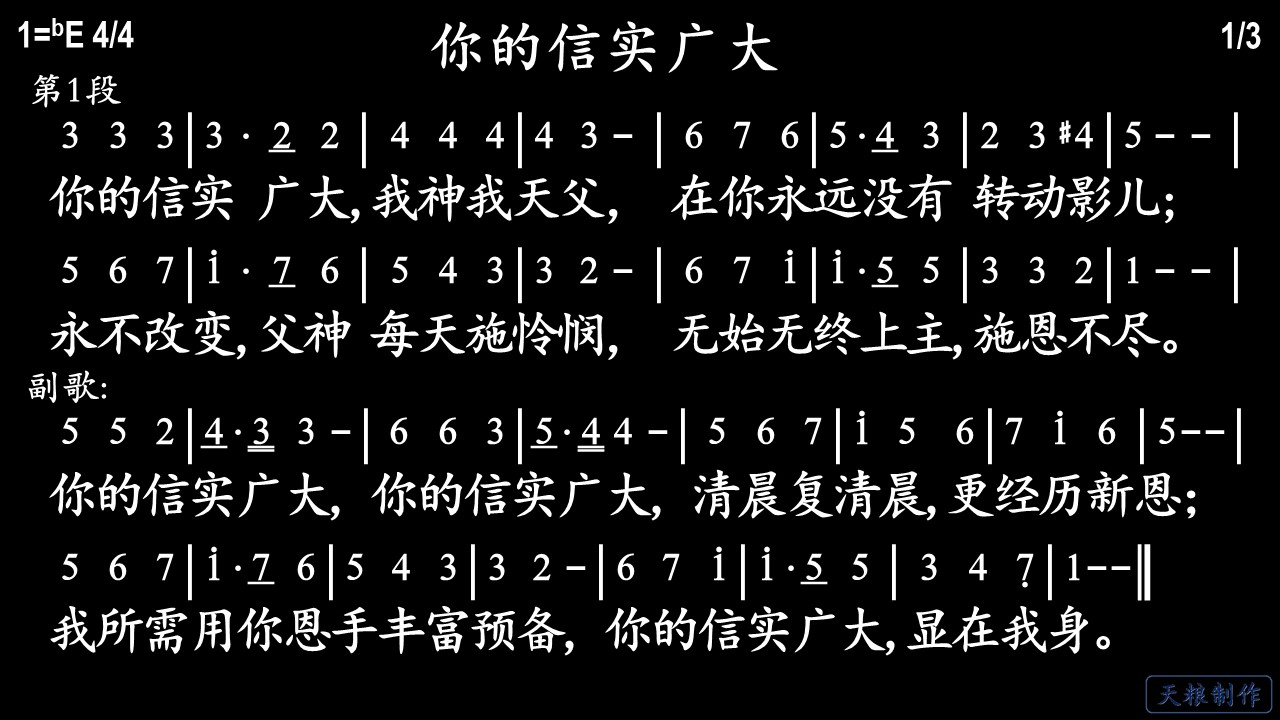 1=ᵇE 4/4 你的信实广大 1/3
第1段
3 3 3 | 3 · 2̲ 2 | 4 4 4 | 4 3 – | 6 7 6 | 5 · 4̲ 3 | 2 3 #4 | 5 – – |
你的信实 广大,我神我天父, 在你永远没有 转动影儿;
5 6 7 | i · 7̲ 6 | 5 4 3 | 3 2 – | 6 7 i | i · 5̲ 5 | 3 3 2 | 1 – – |
永不改变,父神 每天施怜悯, 无始无终上主,施恩不尽。
副歌:
5 5 2 | 4̲ · 3̳ 3 – | 6 6 3 | 5̲ · 4̳ 4 – | 5 6 7 | i 5 6 | 7 i 6 | 5 – – |
你的信实广大, 你的信实广大, 清晨复清晨,更经历新恩;
5 6 7 | i · 7̲ 6 | 5 4 3 | 3 2 – | 6 7 i | i · 5̲ 5 | 3 4 7̣ | 1 – – ‖
我所需用你恩手丰富预备, 你的信实广大,显在我身。
天粮制作